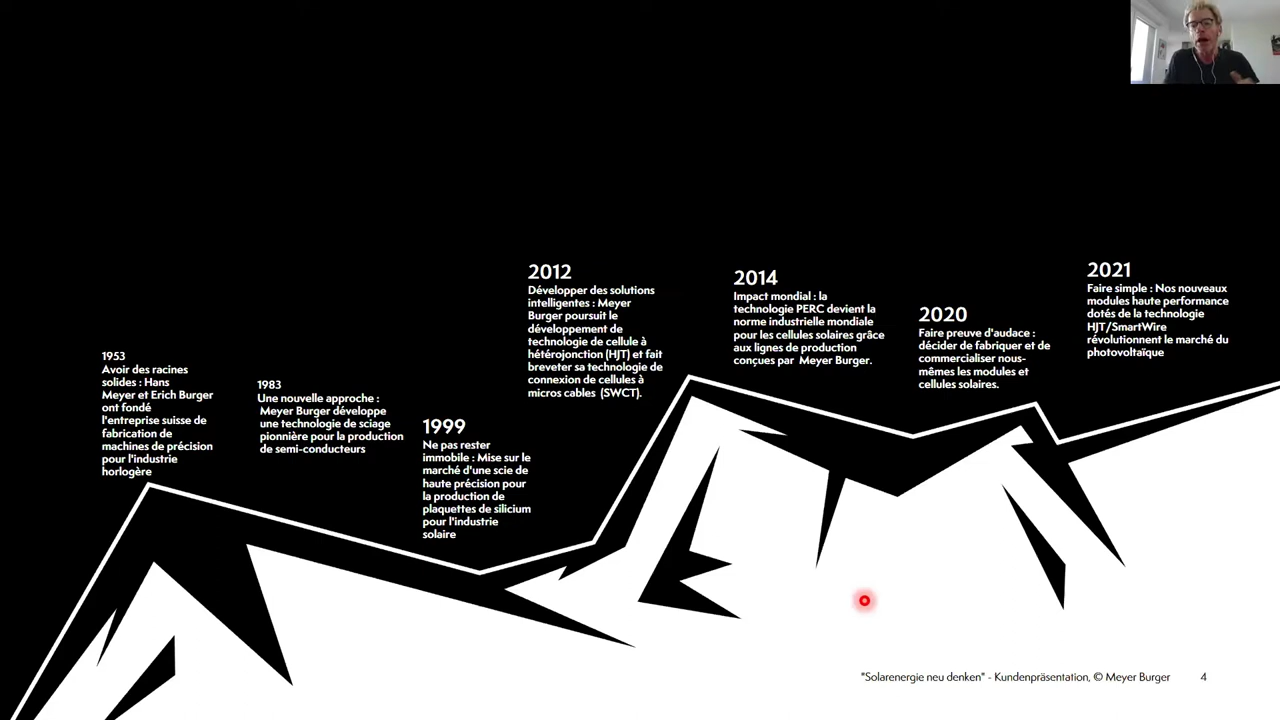 1953
Avoir des racines
solides : Hans
Meyer et Erich Burger
ont fondé
l'entreprise suisse de
fabrication de
machines de précision
pour l'industrie
horlogère
1983
Une nouvelle approche :
Meyer Burger développe
une technologie de sciage
pionnière pour la production
de semi-conducteurs
1999
Ne pas rester
immobile : Mise sur le
marché d'une scie de
haute précision pour
la production de
plaquettes de silicium
pour l'industrie
solaire
2012
Développer des solutions
intelligentes : Meyer
Burger poursuit le
développement de
technologie de cellule à
hétérojonction (HJT) et fait
breveter sa technologie de
connexion de cellules à
micros cables (SWCT).
2014
Impact mondial : la
technologie PERC devient la
norme industrielle mondiale
pour les cellules solaires grâce
aux lignes de production
conçues par Meyer Burger.
2020
Faire preuve d'audace :
décider de fabriquer et de
commercialiser nous-
mêmes les modules et
cellules solaires.
2021
Faire simple : Nos nouveaux
modules haute performance
dotés de la technologie
HJT/SmartWire
révolutionnent le marché du
photovoltaïque
"Solarenergie neu denken" - Kundenpräsentation, © Meyer Burger 4